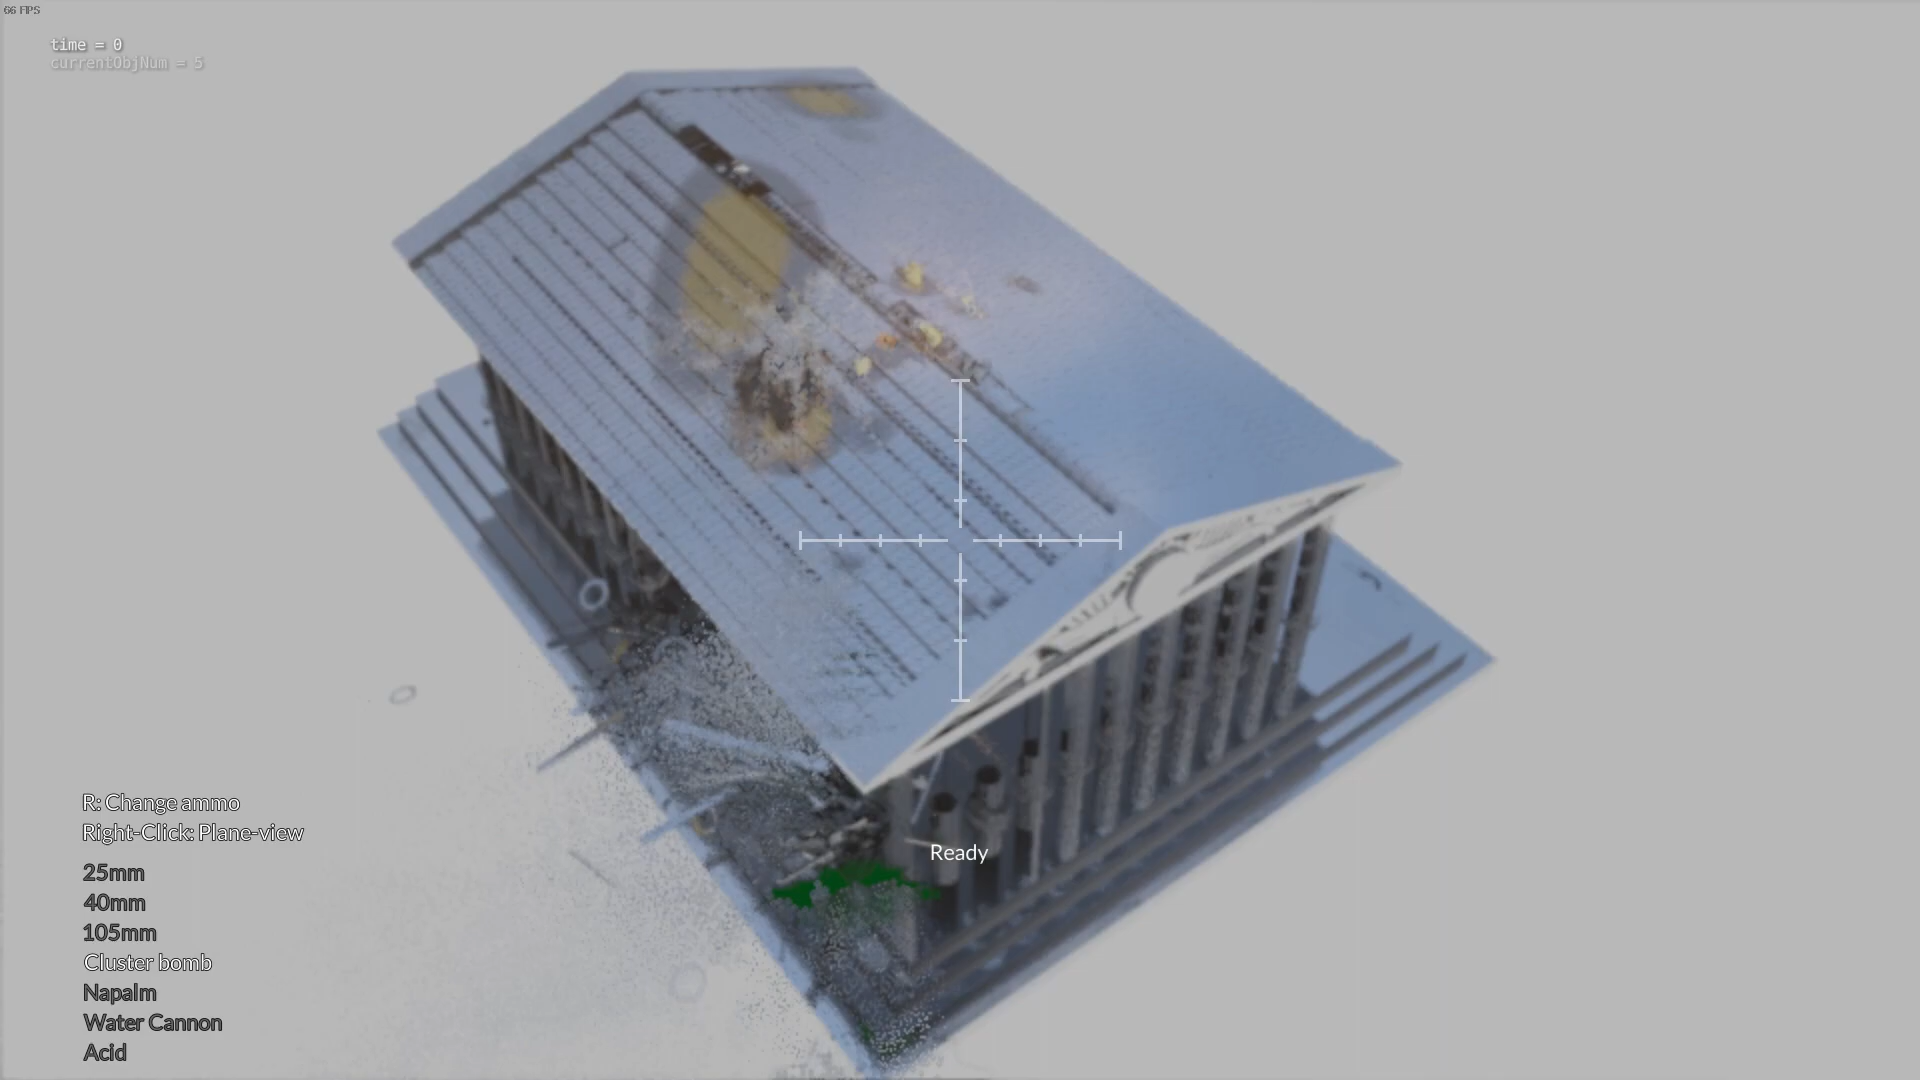 66 FPS
time = 0
currentObjNum = 5
R: Change ammo
Right-Click: Plane-view
25mm
40mm
105mm
Cluster bomb
Napalm
Water Cannon
Acid
Ready